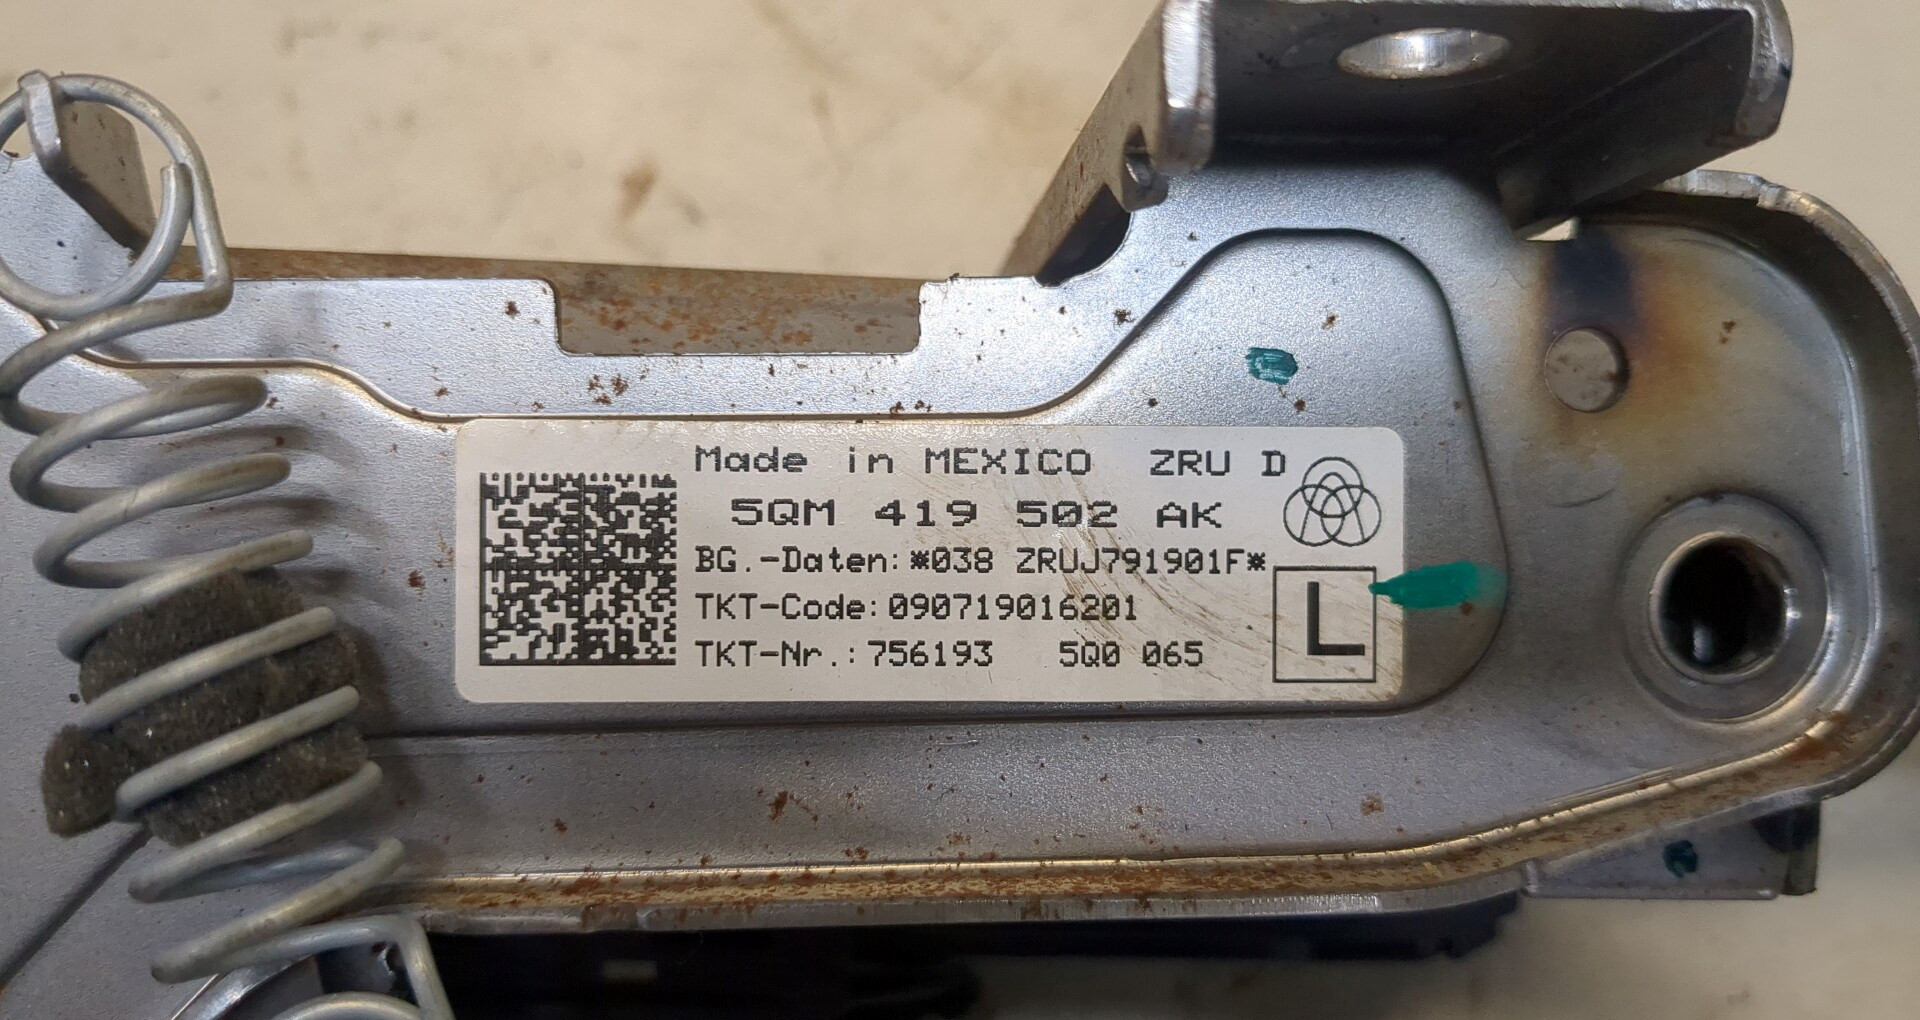 Made in MEXICO ZRU D
5QM 419 502 AK
BG.-Daten:*038 ZRUJ791901F*
TKT-Code:090719016201
TKT-Nr.:756193 5Q0 065
L